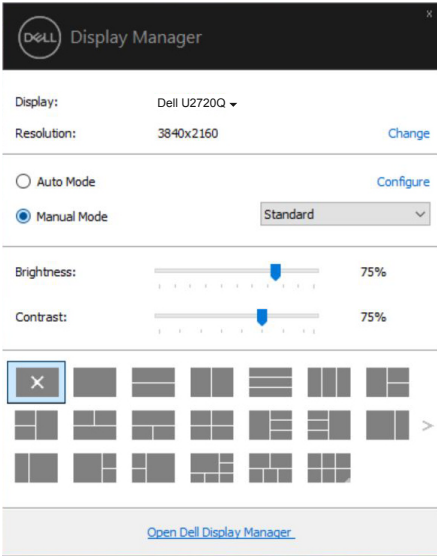 x
DELL Display Manager
Display: Dell U2720Q
Resolution: 3840x2160 Change
Auto Mode Configure
Manual Mode Standard
Brightness: 75%
Contrast: 75%
Open Dell Display Manager